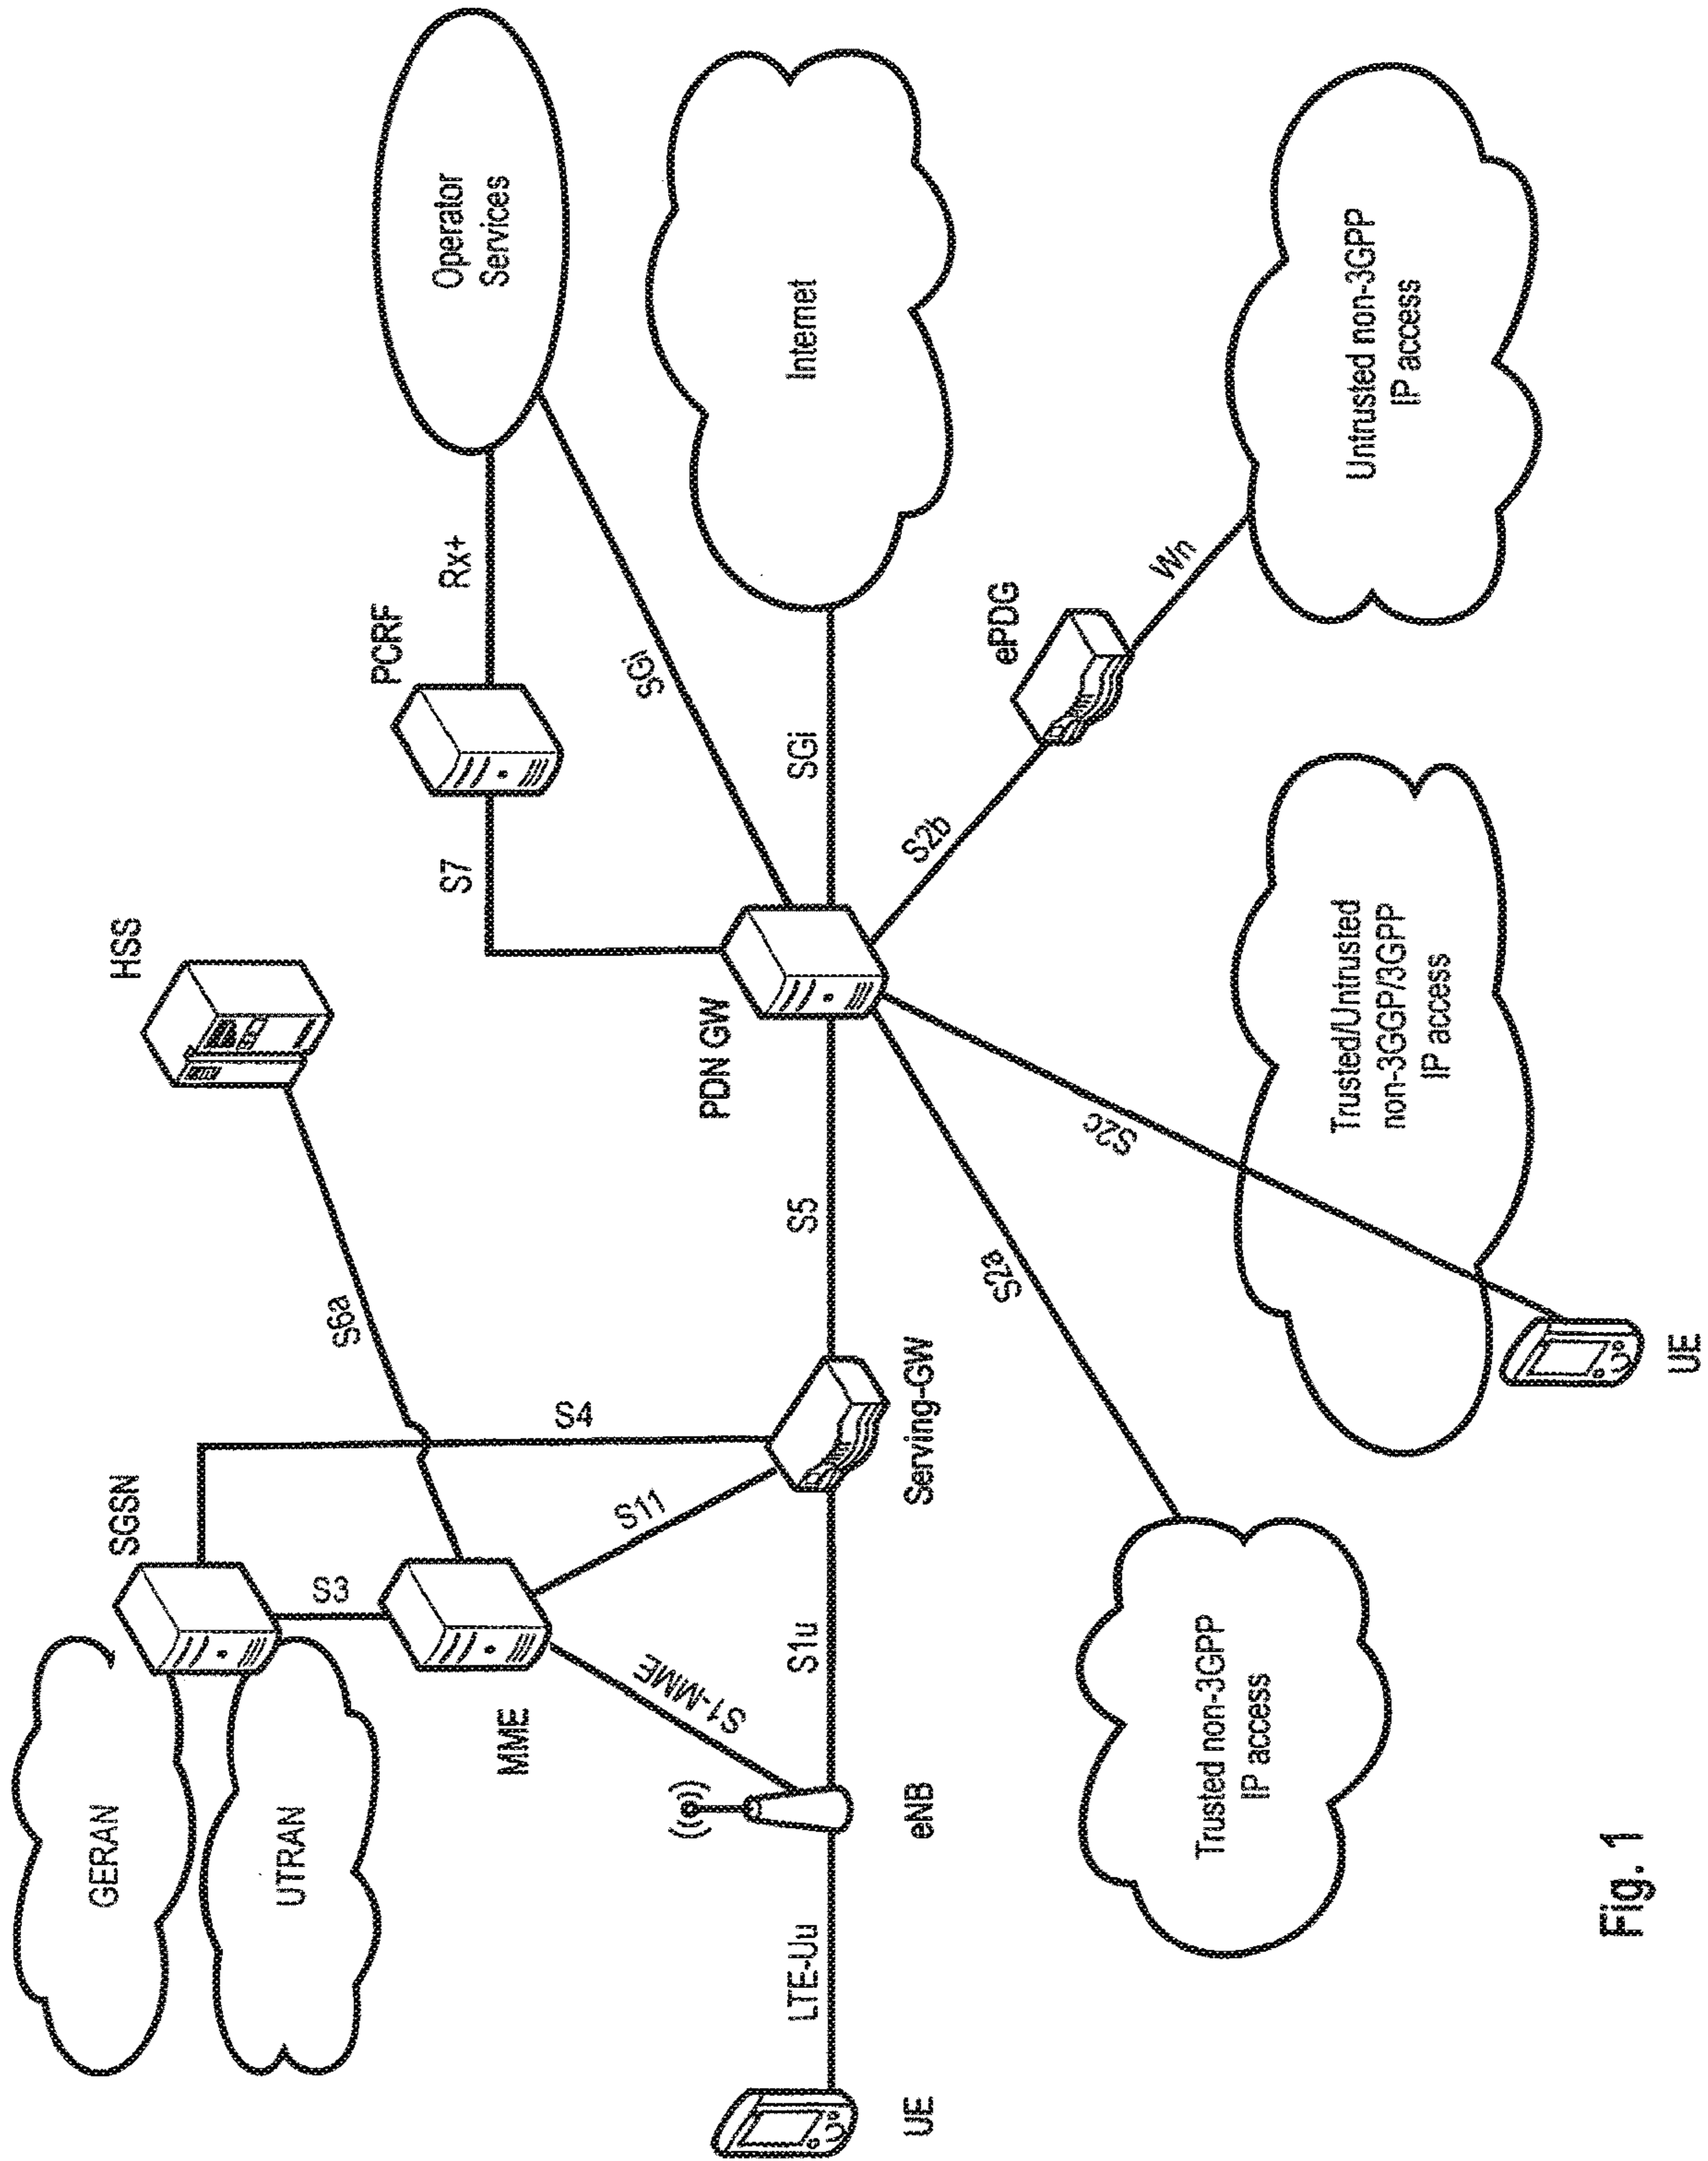 GERAN
UTRAN
SGSN
HSS
S3
S6a
MME
S4
S11
S1-MME
S7
PCRF
Rx+
Operator
Services
SGi
UE
LTE-Uu
eNB
S1u
Serving-GW
S5
PDN GW
SGi
Internet
S2a
S2c
S2b
ePDG
Wn
Trusted non-3GPP
IP access
Trusted/Untrusted
non-3GGP/3GPP
IP access
Untrusted non-3GPP
IP access
UE
Fig. 1